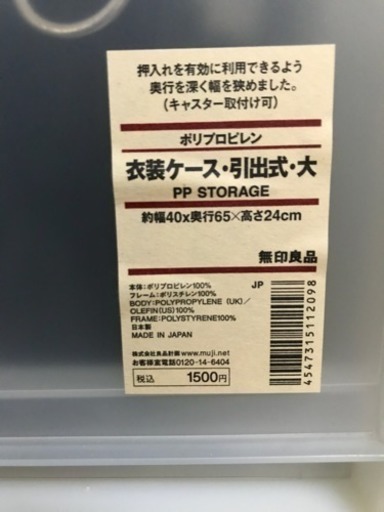 押入れを有効に利用できるよう
奥行を深く幅を狭めました。
(キャスター取付け可)
ポリプロピレン
衣装ケース・引出式・大
PP STORAGE
約幅40x奥行65×高さ24cm
無印良品
本体:ポリプロピレン100% JP
フレーム:ポリスチレン100%
BODY:POLYPROPYLENE (UK)/
OLEFIN(US)100%
FRAME:POLYSTYRENE100%
日本製
MADE IN JAPAN
株式会社良品計画 www.muji.net
お客様室電話0120-14-6404
税込 1500円
4547315112098